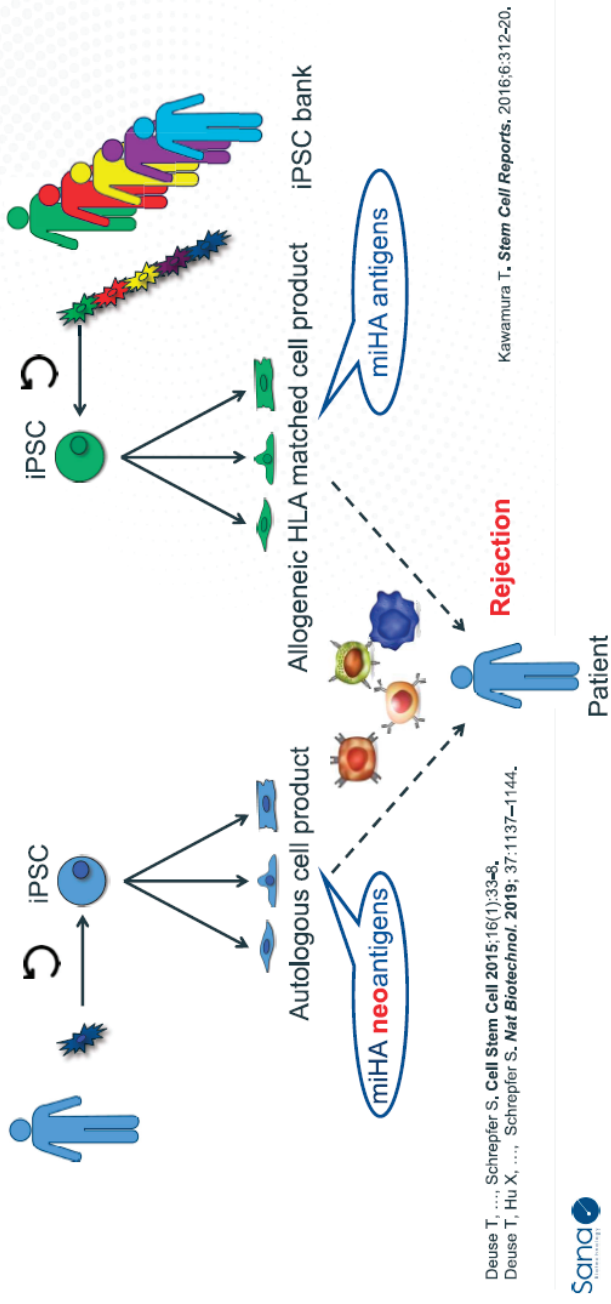 iPSC
iPSC
iPSC bank
Autologous cell product
Allogeneic HLA matched cell product
miHA neoantigens
miHA antigens
Rejection
Patient
Deuse T, …, Schrepfer S. Cell Stem Cell 2015;16(1):33–8.
Deuse T, Hu X, …, Schrepfer S. Nat Biotechnol. 2019; 37:1137–1144.
Kawamura T. Stem Cell Reports. 2016;6:312-20.
Sana
Biotechnology